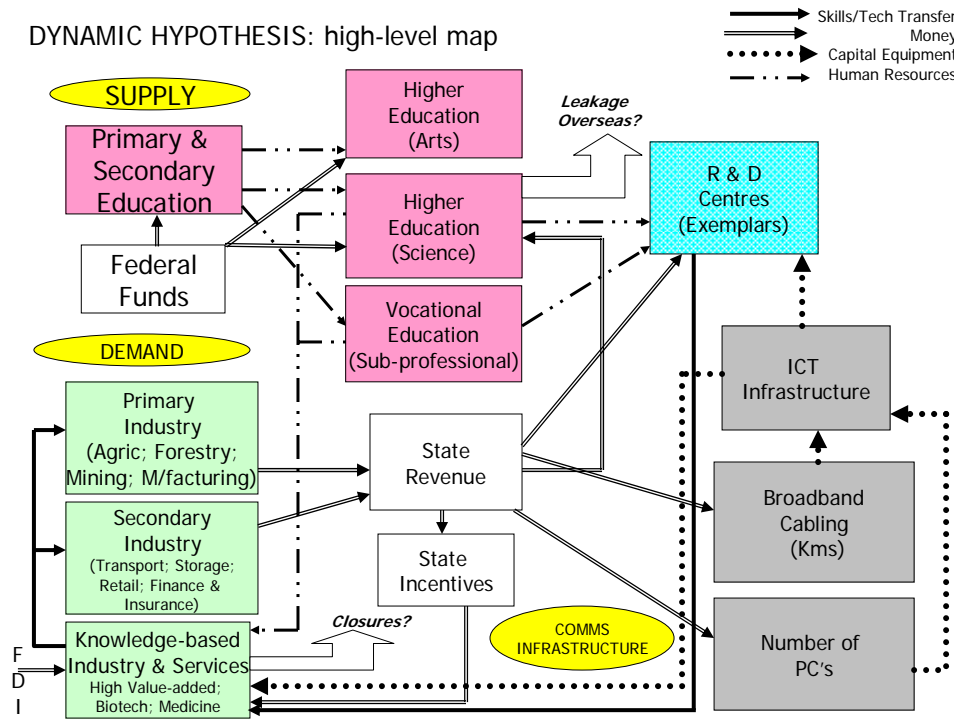 DYNAMIC HYPOTHESIS: high-level map
Skills/Tech Transfer
Money
Capital Equipment
Human Resources
SUPPLY
Primary &
Secondary
Education
Federal
Funds
Higher
Education
(Arts)
Higher
Education
(Science)
Vocational
Education
(Sub-professional)
Leakage
Overseas?
R & D
Centres
(Exemplars)
DEMAND
Primary
Industry
(Agric; Forestry;
Mining; M/facturing)
Secondary
Industry
(Transport; Storage;
Retail; Finance &
Insurance)
Knowledge-based
Industry & Services
High Value-added;
Biotech; Medicine
F
D
I
State
Revenue
State
Incentives
Closures?
COMMS
INFRASTRUCTURE
ICT
Infrastructure
Broadband
Cabling
(Kms)
Number of
PC's